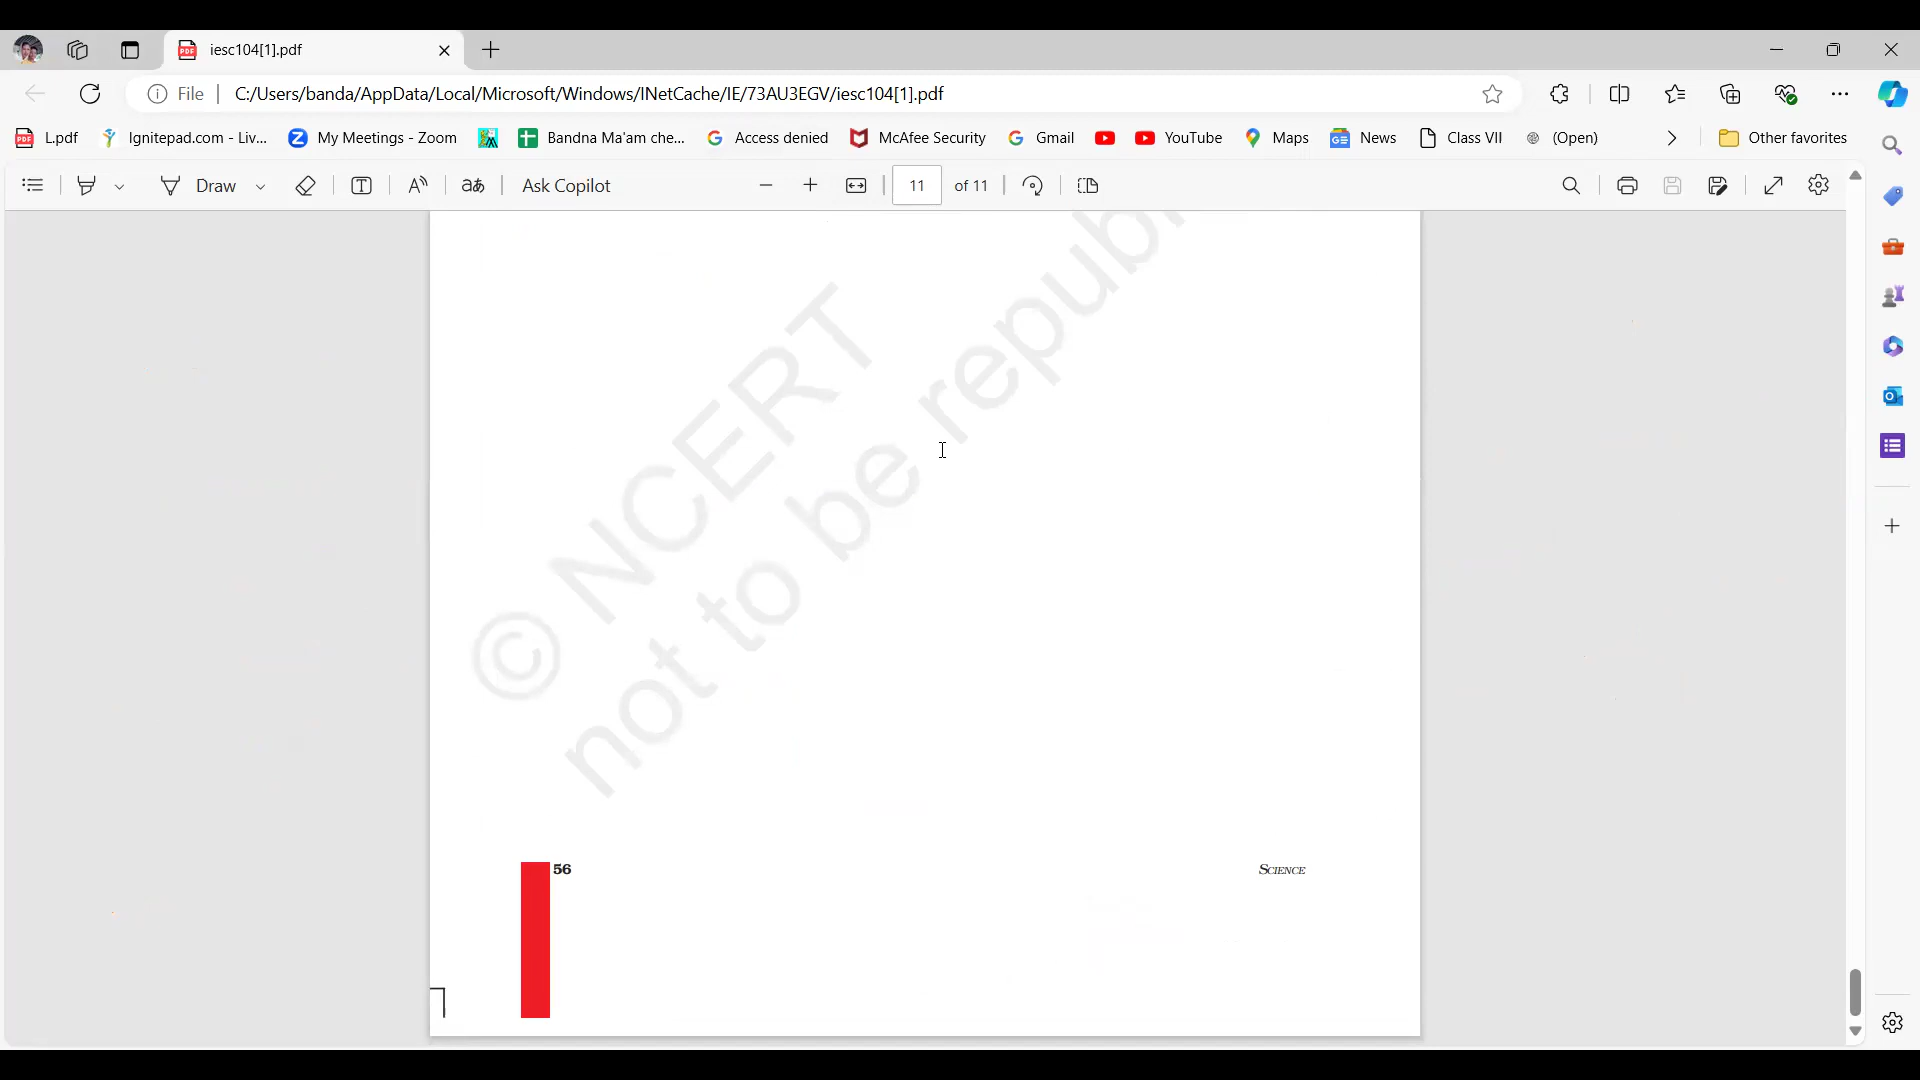 iesc104[1].pdf
File
C:/Users/banda/AppData/Local/Microsoft/Windows/INetCache/IE/73AU3EGV/iesc104[1].pdf
L.pdf
Ignitepad.com - Liv...
My Meetings - Zoom
Bandna Ma'am che...
Access denied
McAfee Security
Gmail
YouTube
Maps
News
Class VII
(Open)
Other favorites
Draw
Ask Copilot
11 of 11
© NCERT
not to be republi
56
SCIENCE